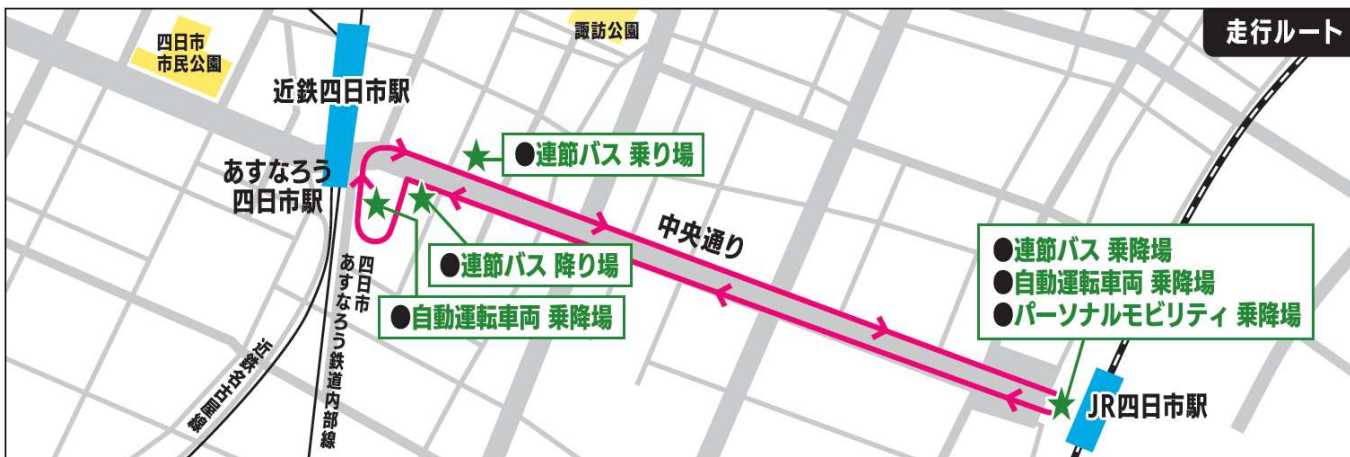 走行ルート
四日市
市民公園
諏訪公園
近鉄四日市駅
あすなろう
四日市駅
●連節バス 乗り場
中央通り
●連節バス 降り場
●自動運転車両 乗降場
●連節バス 乗降場
●自動運転車両 乗降場
●パーソナルモビリティ 乗降場
JR四日市駅
四日市
あすなろう鉄道内部線
近鉄名古屋線